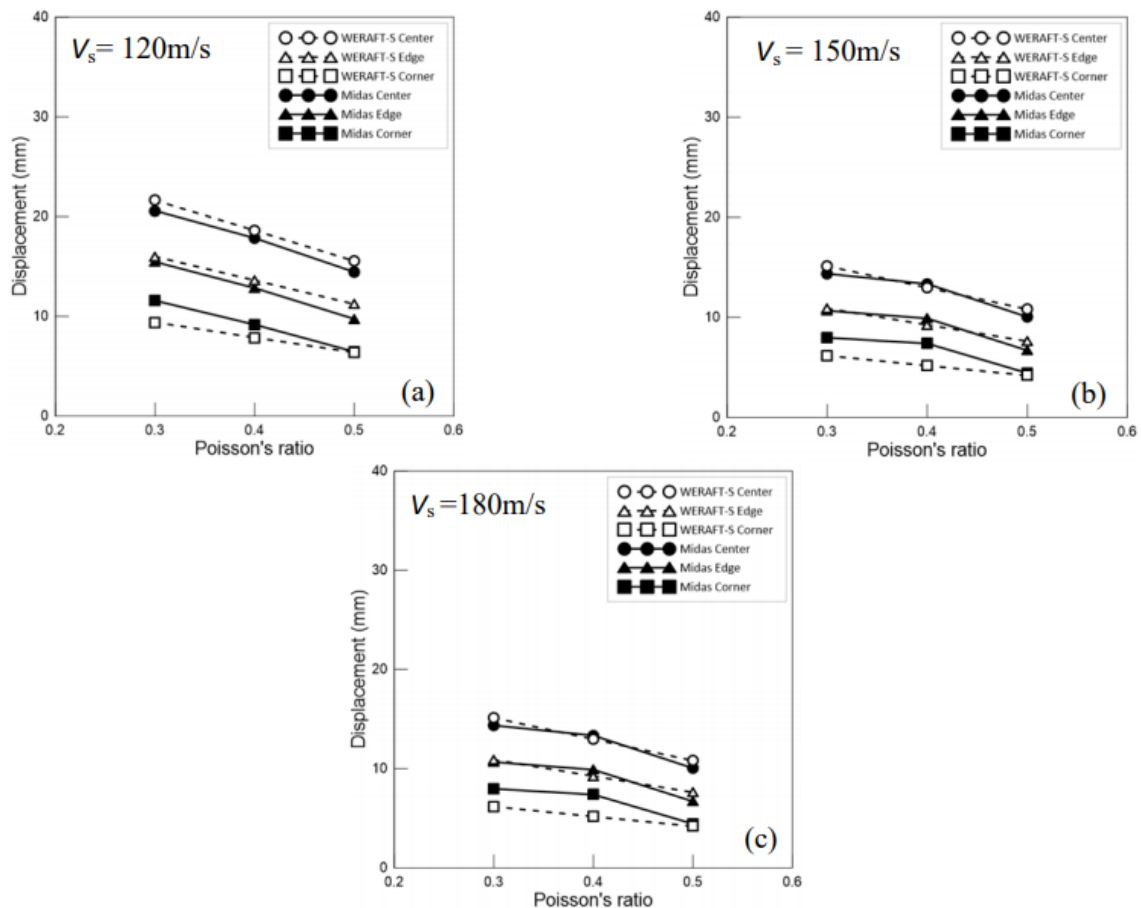 Vs= 120m/s
WERAFT-S Center
WERAFT-S Edge
WERAFT-S Corner
Midas Center
Midas Edge
Midas Corner
Displacement (mm)
40
30
20
10
0
0.2 0.3 0.4 0.5 0.6
Poisson's ratio
(a)
Vs = 150m/s
WERAFT-S Center
WERAFT-S Edge
WERAFT-S Corner
Midas Center
Midas Edge
Midas Corner
Displacement (mm)
40
30
20
10
0
0.2 0.3 0.4 0.5 0.6
Poisson's ratio
(b)
Vs =180m/s
WERAFT-S Center
WERAFT-S Edge
WERAFT-S Corner
Midas Center
Midas Edge
Midas Corner
Displacement (mm)
40
30
20
10
0
0.2 0.3 0.4 0.5 0.6
Poisson's ratio
(c)